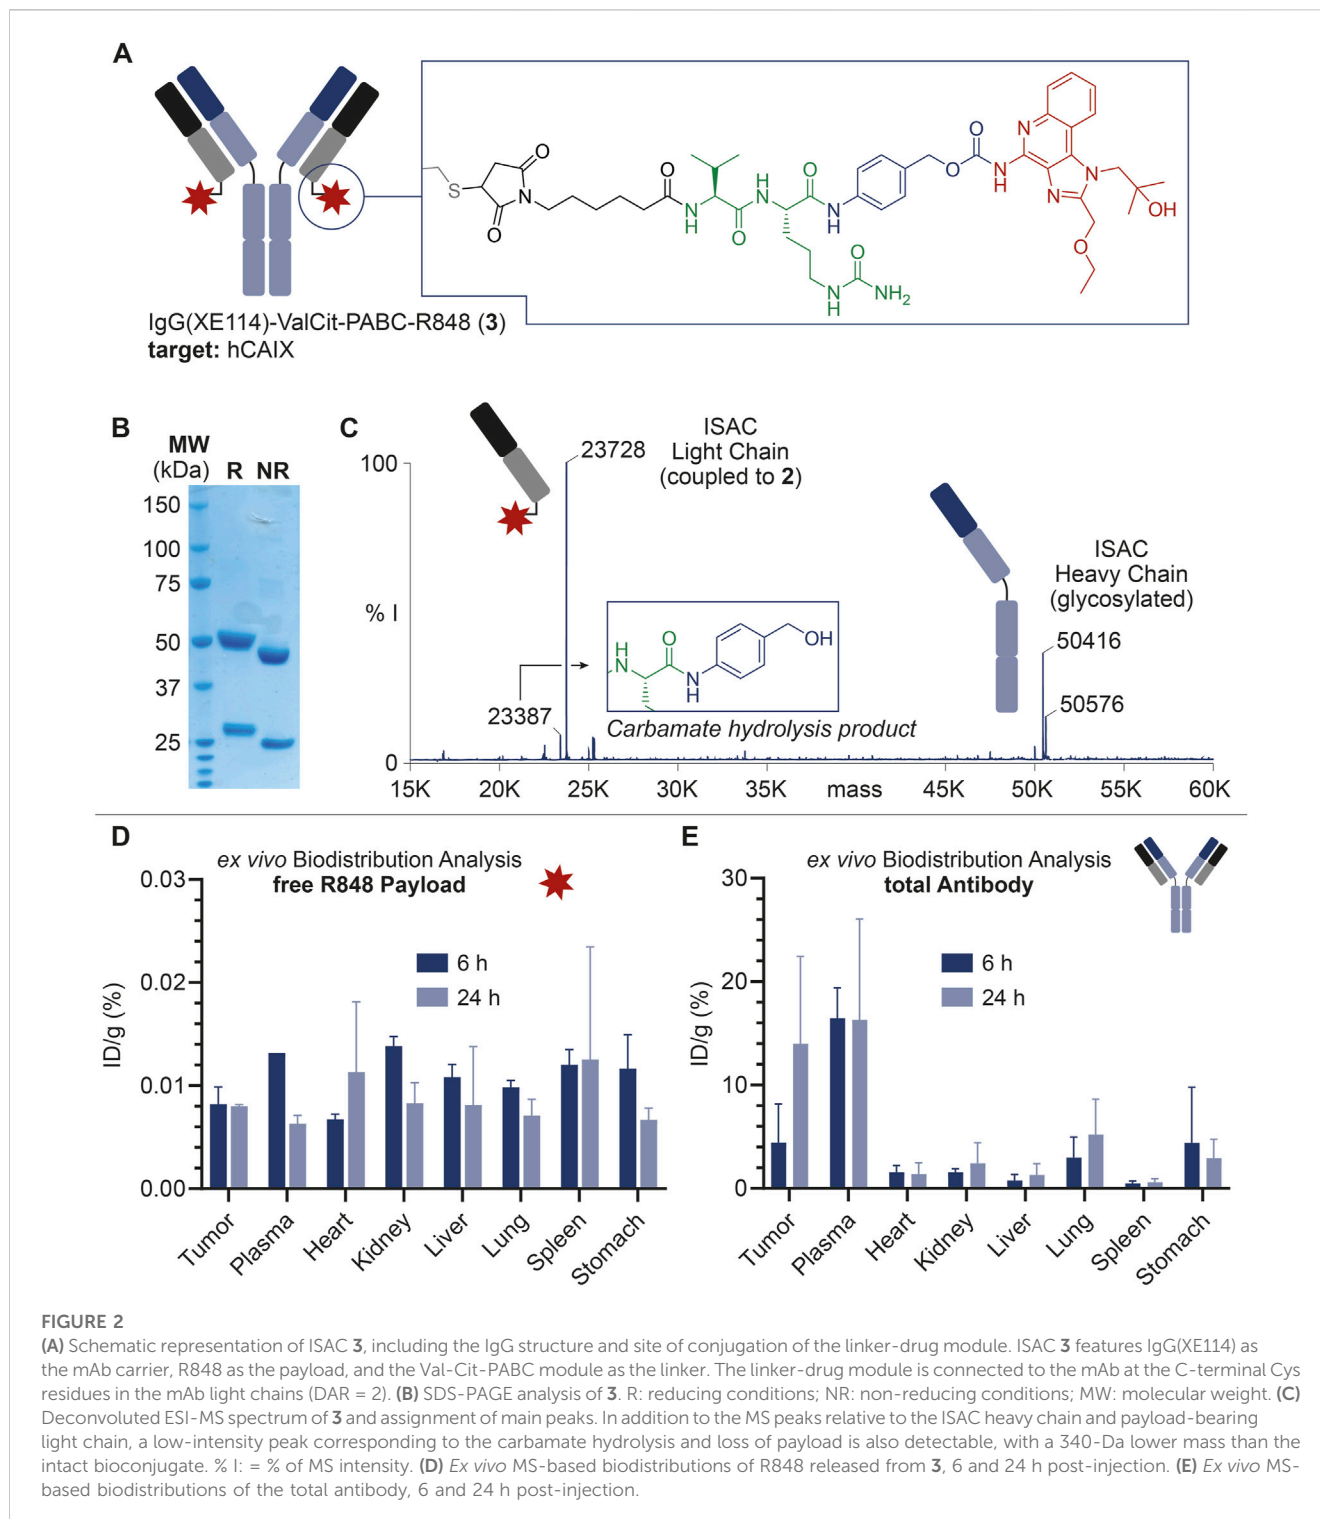 A
O
O
S
N
O
O
N
H
O
H
N
O
N
H
O
O
O
N
H
N
N
N
OH
O
N
H
O
NH2
IgG(XE114)-ValCit-PABC-R848 (3)
target: hCAIX
B
MW
(kDa) R NR
150
100
75
50
37
25
C
100
% I
0
23728
ISAC
Light Chain
(coupled to 2)
H
N
O
N
H
OH
23387
Carbamate hydrolysis product
ISAC
Heavy Chain
(glycosylated)
50416
50576
15K 20K 25K 30K 35K mass 45K 50K 55K 60K
D
ex vivo Biodistribution Analysis
free R848 Payload
ID/g (%)
0.03
0.02
0.01
0.00
6 h
24 h
Tumor Plasma Heart Kidney Liver Lung Spleen Stomach
E
ex vivo Biodistribution Analysis
total Antibody
ID/g (%)
30
20
10
0
6 h
24 h
Tumor Plasma Heart Kidney Liver Lung Spleen Stomach
FIGURE 2
(A) Schematic representation of ISAC 3, including the IgG structure and site of conjugation of the linker-drug module. ISAC 3 features IgG(XE114) as
the mAb carrier, R848 as the payload, and the Val-Cit-PABC module as the linker. The linker-drug module is connected to the mAb at the C-terminal Cys
residues in the mAb light chains (DAR = 2). (B) SDS-PAGE analysis of 3. R: reducing conditions; NR: non-reducing conditions; MW: molecular weight. (C)
Deconvoluted ESI-MS spectrum of 3 and assignment of main peaks. In addition to the MS peaks relative to the ISAC heavy chain and payload-bearing
light chain, a low-intensity peak corresponding to the carbamate hydrolysis and loss of payload is also detectable, with a 340-Da lower mass than the
intact bioconjugate. % I: = % of MS intensity. (D) Ex vivo MS-based biodistributions of R848 released from 3, 6 and 24 h post-injection. (E) Ex vivo MS-
based biodistributions of the total antibody, 6 and 24 h post-injection.